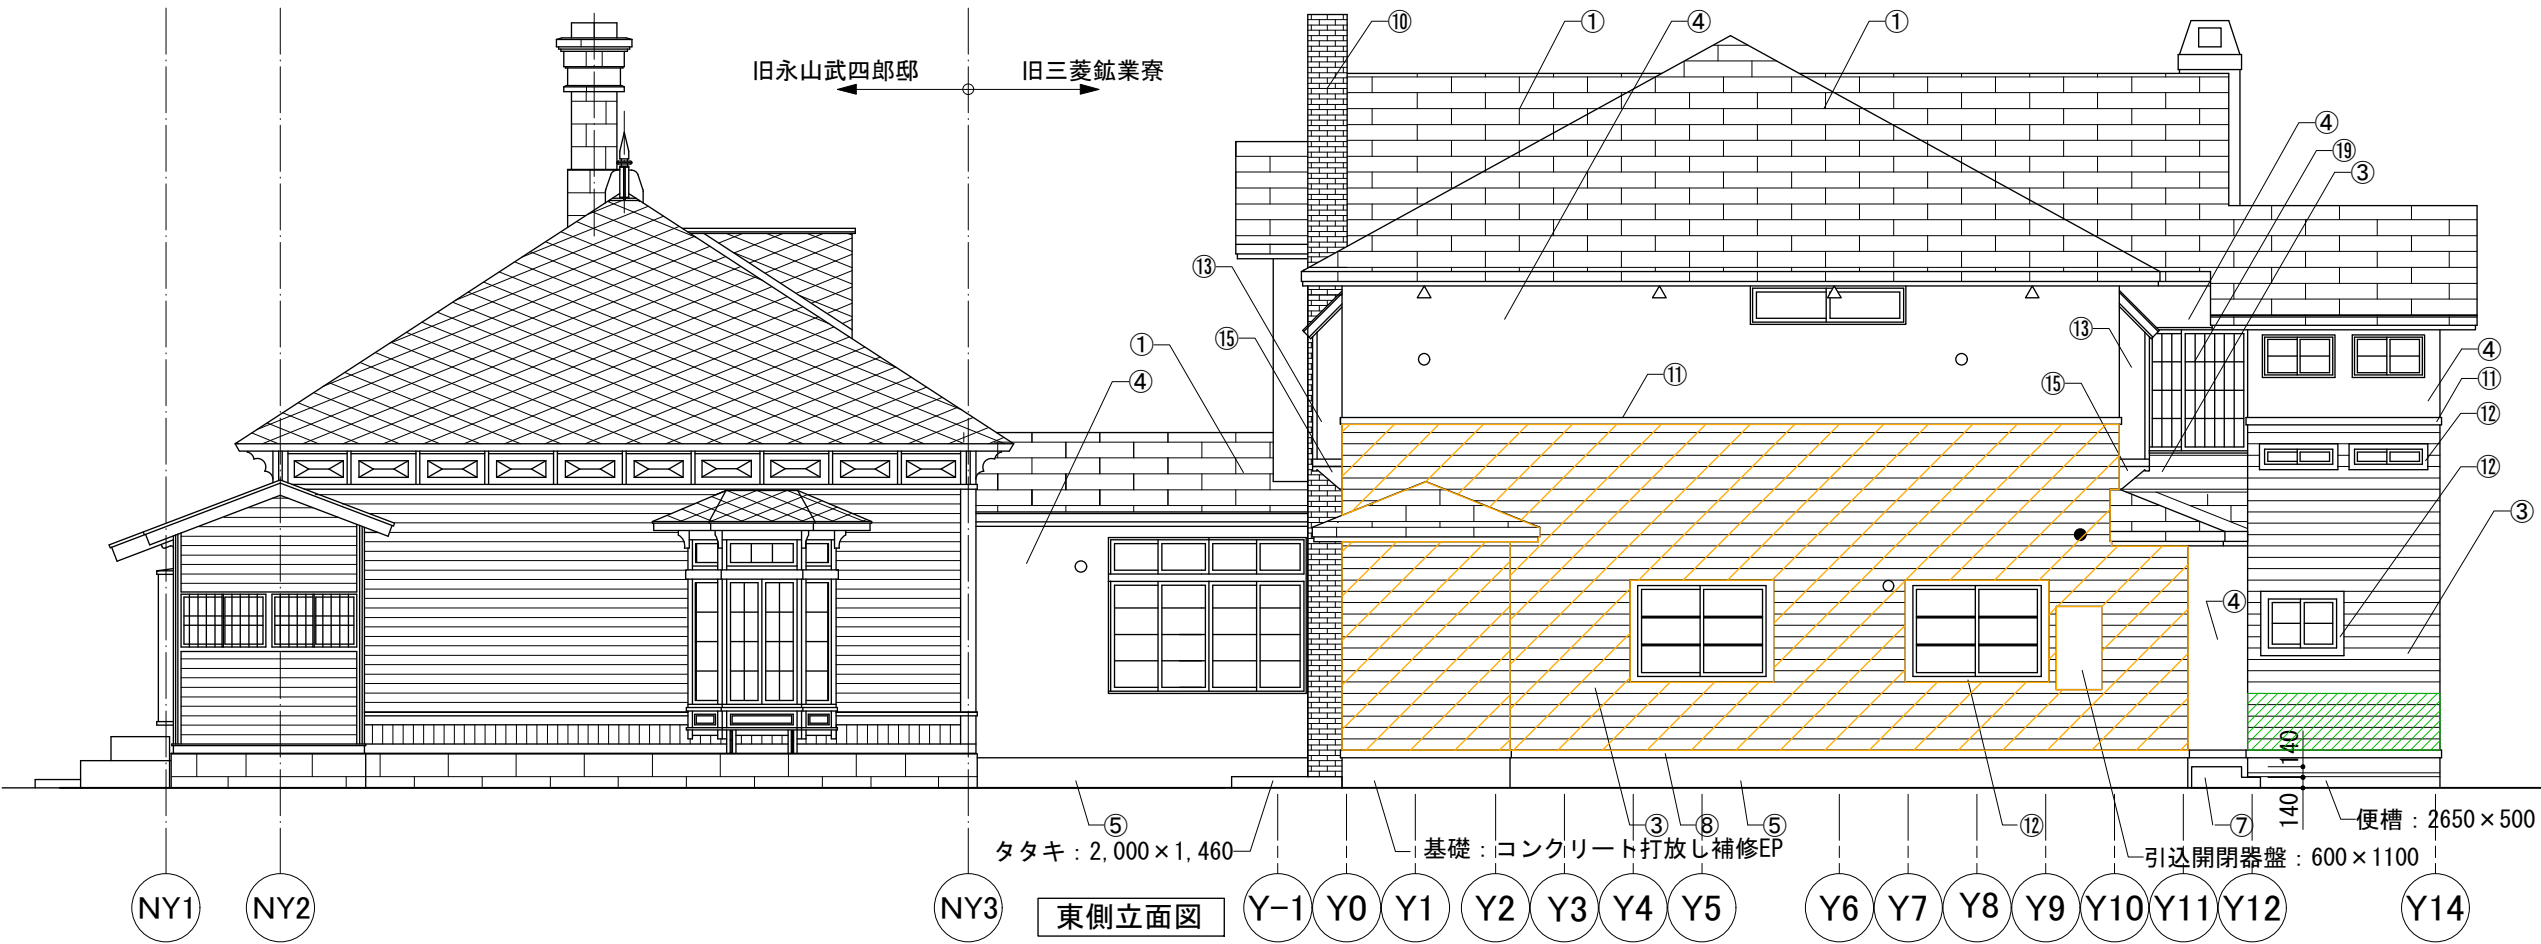 ⑩
①
④
①
旧永山武四郎邸
旧三菱鉱業寮
④
⑲
③
⑬
⑮
①
④
⑪
⑬
⑮
④
⑪
⑫
⑫
③
④
140
140
⑤
③
⑧
⑤
⑫
⑦
便槽：2650×500
タタキ：2,000×1,460
基礎：コンクリート打放し補修EP
引込開閉器盤：600×1100
NY1
NY2
NY3
東側立面図
Y-1
Y0
Y1
Y2
Y3
Y4
Y5
Y6
Y7
Y8
Y9
Y10
Y11
Y12
Y14